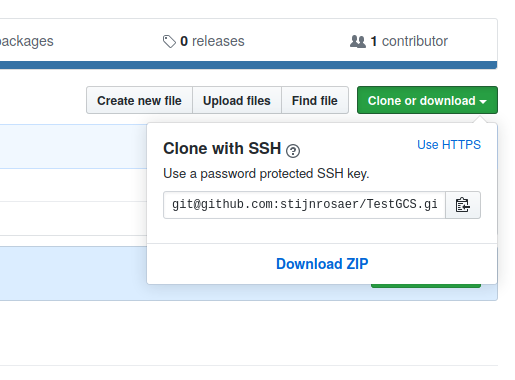 packages
0 releases
1 contributor
Create new file
Upload files
Find file
Clone or download
Clone with SSH
Use HTTPS
Use a password protected SSH key.
git@github.com:stijnrosaer/TestGCS.gi
Download ZIP